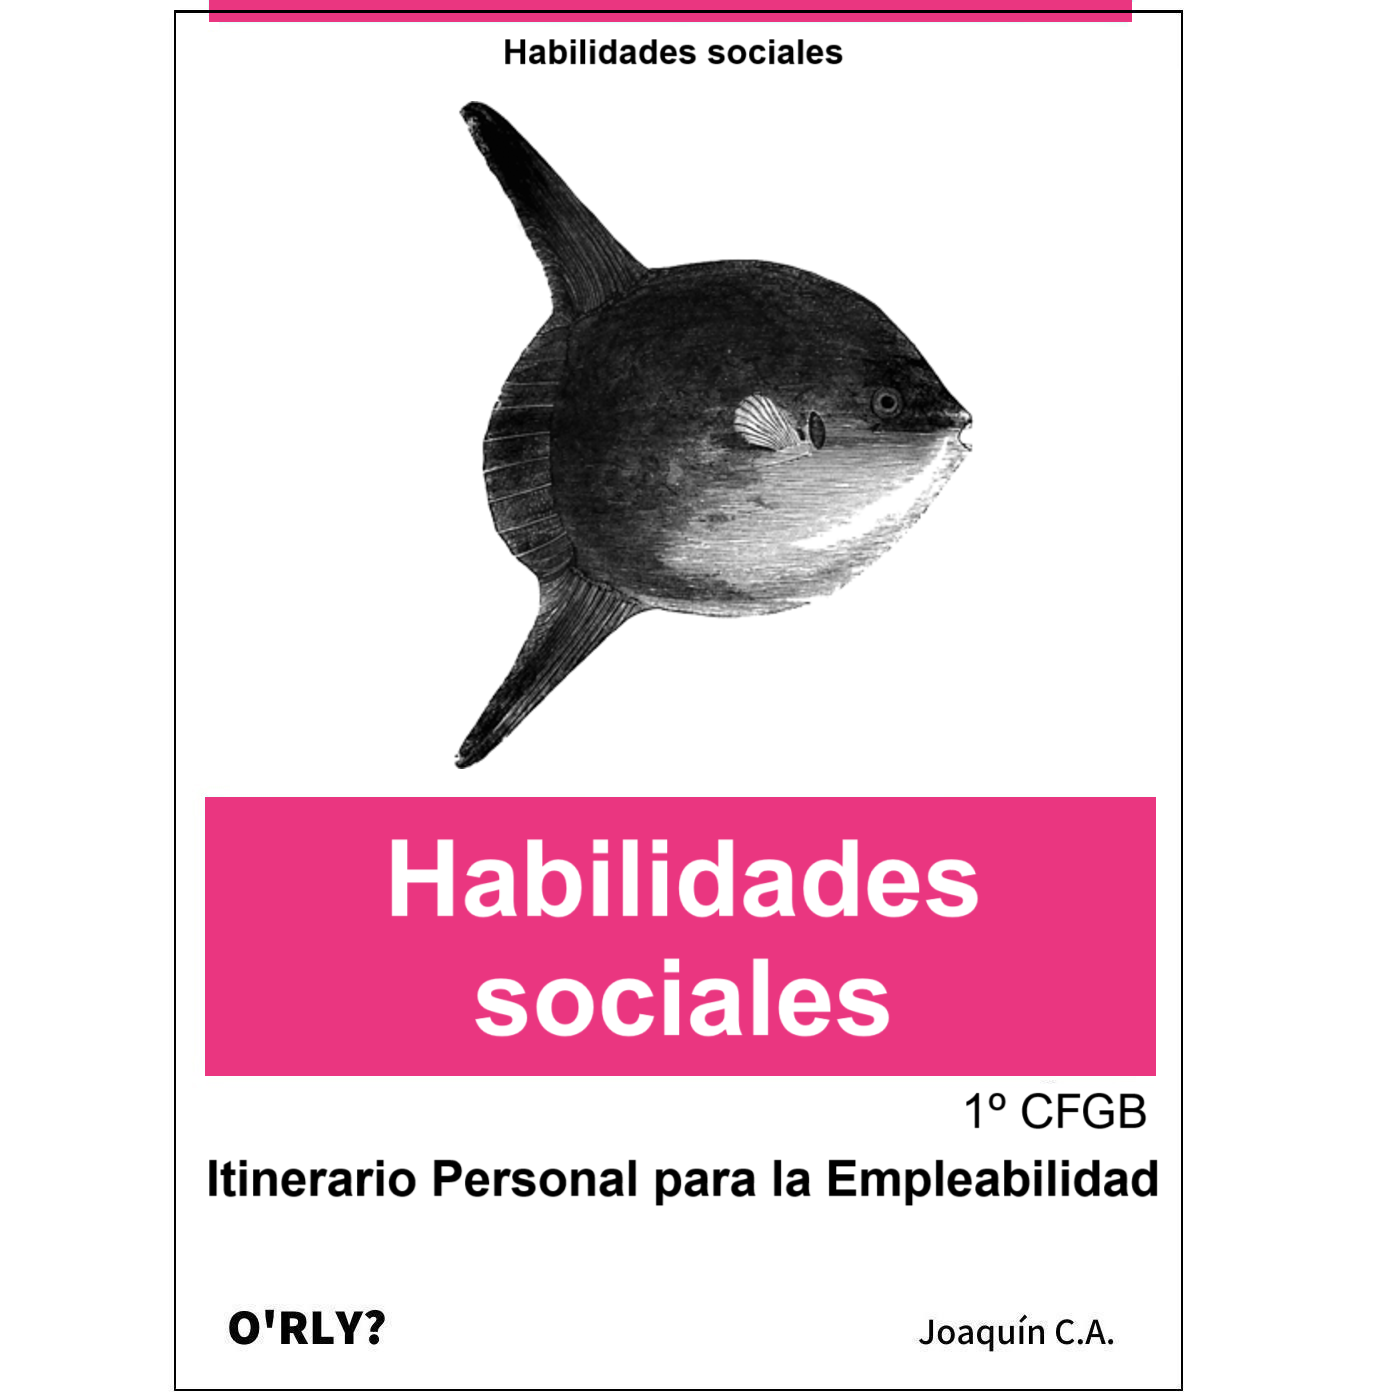 Habilidades sociales
Habilidades
sociales
1º CFGB
Itinerario Personal para la Empleabilidad
O'RLY?
Joaquín C.A.